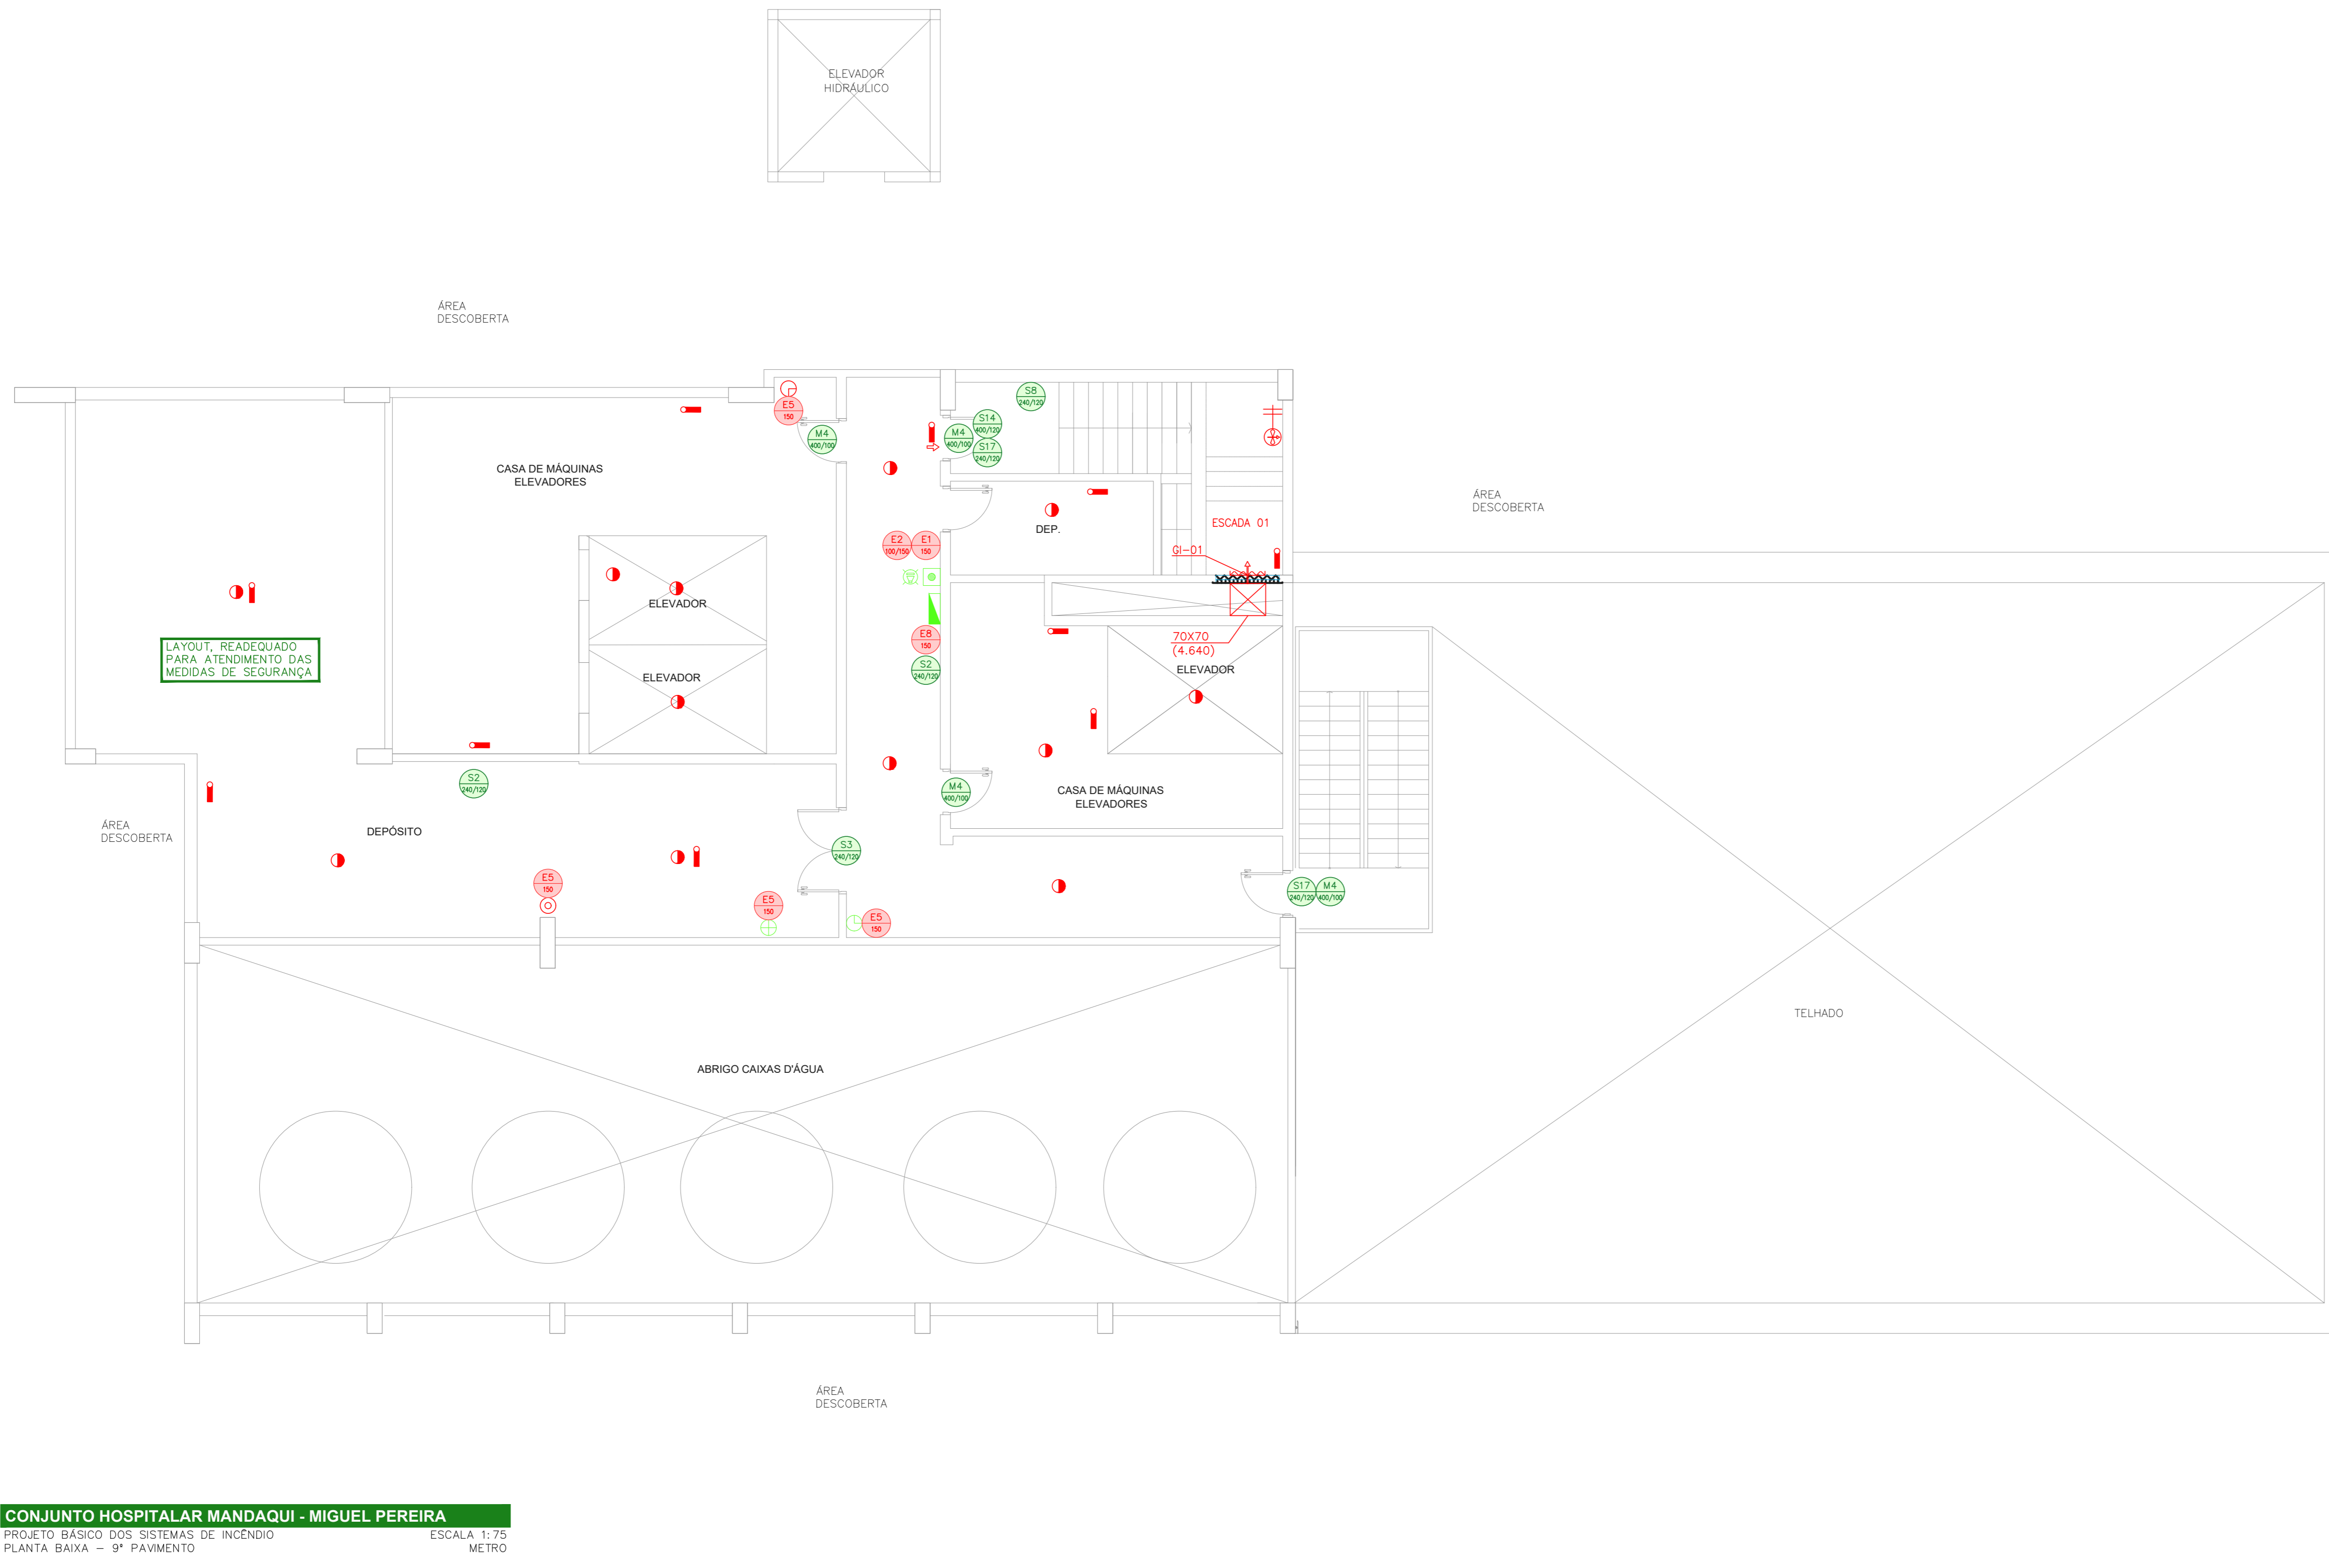 ELEVADOR
HIDRÁULICO
ÁREA
DESCOBERTA
E5
150
M4
400/100
S8
240/120
S14
400/120
M4
400/100
S17
240/120
CASA DE MÁQUINAS
ELEVADORES
ÁREA
DESCOBERTA
DEP.
ESCADA 01
E2
100/150
E1
150
GI-01
ELEVADOR
70X70
(4.640)
E8
150
S2
240/120
LAYOUT, READEQUADO
PARA ATENDIMENTO DAS
MEDIDAS DE SEGURANÇA
ELEVADOR
ELEVADOR
S2
240/120
M4
400/100
CASA DE MÁQUINAS
ELEVADORES
ÁREA
DESCOBERTA
DEPÓSITO
S3
240/120
E5
150
E5
150
E5
150
S17
240/120
M4
400/100
TELHADO
ABRIGO CAIXAS D'ÁGUA
ÁREA
DESCOBERTA
CONJUNTO HOSPITALAR MANDAQUI - MIGUEL PEREIRA
PROJETO BÁSICO DOS SISTEMAS DE INCÊNDIO ESCALA 1:75
PLANTA BAIXA – 9° PAVIMENTO METRO